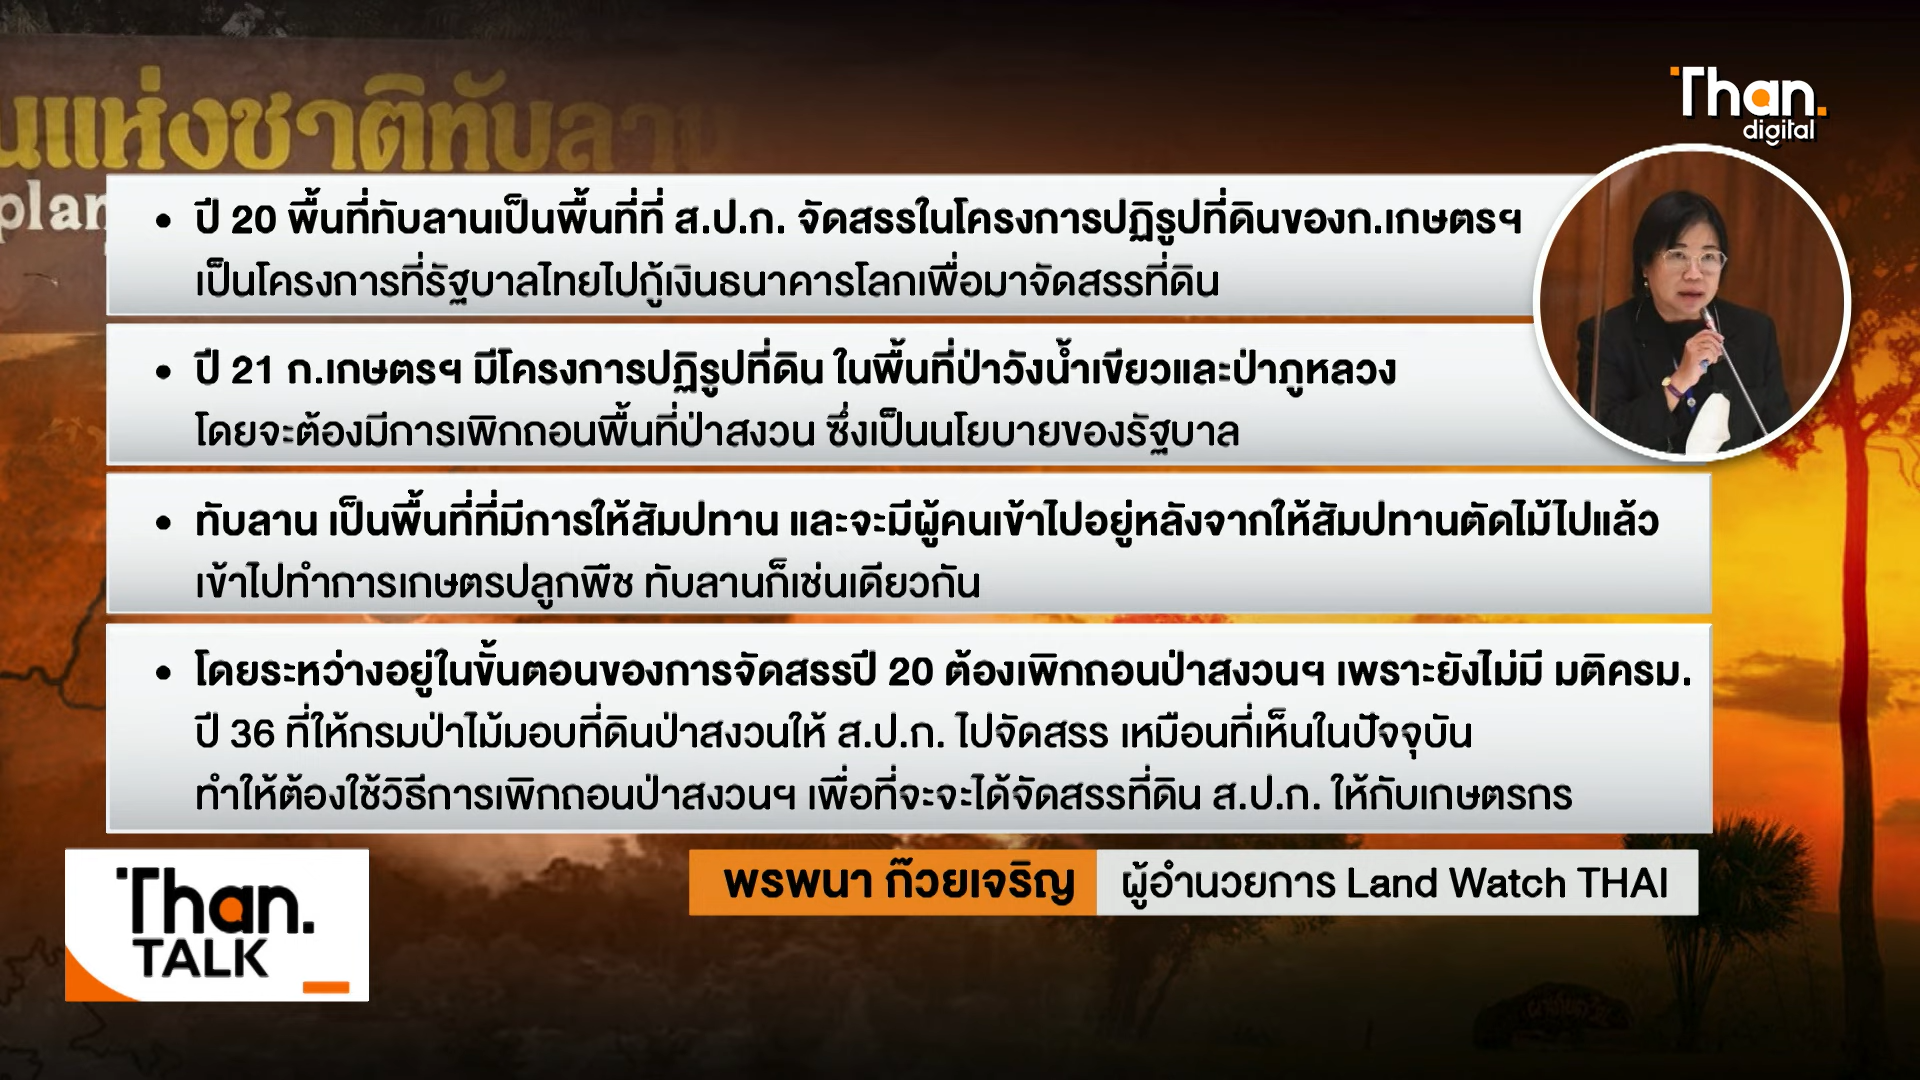 นแห่งชาติทับลาน
plan
Than.
digital
• ปี 20 พื้นที่ทับลานเป็นพื้นที่ที่ ส.ป.ก. จัดสรรในโครงการปฏิรูปที่ดินของก.เกษตรฯ
เป็นโครงการที่รัฐบาลไทยไปกู้เงินธนาคารโลกเพื่อมาจัดสรรที่ดิน
• ปี 21 ก.เกษตรฯ มีโครงการปฏิรูปที่ดิน ในพื้นที่ป่าวังน้ำเขียวและป่าภูหลวง
โดยจะต้องมีการเพิกถอนพื้นที่ป่าสงวน ซึ่งเป็นนโยบายของรัฐบาล
• ทับลาน เป็นพื้นที่ที่มีการให้สัมปทาน และจะมีผู้คนเข้าไปอยู่หลังจากให้สัมปทานตัดไม้ไปแล้ว
เข้าไปทำการเกษตรปลูกพืช ทับลานก็เช่นเดียวกัน
• โดยระหว่างอยู่ในขั้นตอนของการจัดสรรปี 20 ต้องเพิกถอนป่าสงวนฯ เพราะยังไม่มี มติครม.
ปี 36 ที่ให้กรมป่าไม้มอบที่ดินป่าสงวนให้ ส.ป.ก. ไปจัดสรร เหมือนที่เห็นในปัจจุบัน
ทำให้ต้องใช้วิธีการเพิกถอนป่าสงวนฯ เพื่อที่จะจะได้จัดสรรที่ดิน ส.ป.ก. ให้กับเกษตรกร
พรพนา ก๊วยเจริญ ผู้อำนวยการ Land Watch THAI
Than.
TALK